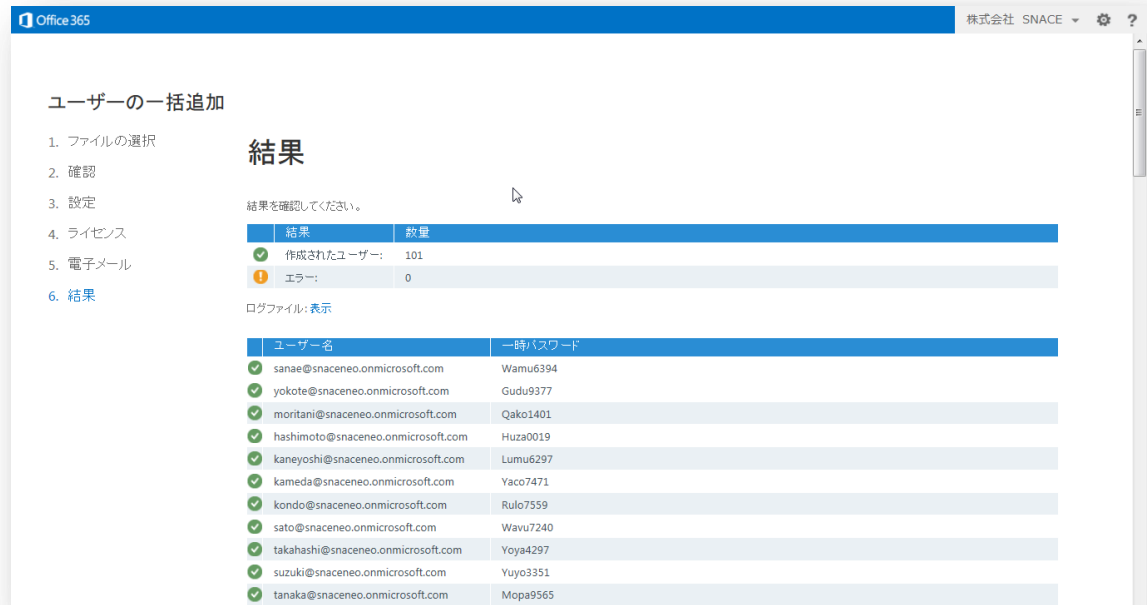 Office 365
株式会社 SNACE
?
ユーザーの一括追加
1. ファイルの選択
2. 確認
3. 設定
4. ライセンス
5. 電子メール
6. 結果
結果
結果を確認してください。
結果 数量
作成されたユーザー: 101
エラー: 0
ログファイル: 表示
ユーザー名 一時パスワード
sanae@snaceneo.onmicrosoft.com Wamu6394
yokote@snaceneo.onmicrosoft.com Gudu9377
moritani@snaceneo.onmicrosoft.com Qako1401
hashimoto@snaceneo.onmicrosoft.com Huza0019
kaneyoshi@snaceneo.onmicrosoft.com Lumu6297
kameda@snaceneo.onmicrosoft.com Yaco7471
kondo@snaceneo.onmicrosoft.com Rulo7559
sato@snaceneo.onmicrosoft.com Wavu7240
takahashi@snaceneo.onmicrosoft.com Yoya4297
suzuki@snaceneo.onmicrosoft.com Yuyo3351
tanaka@snaceneo.onmicrosoft.com Mopa9565